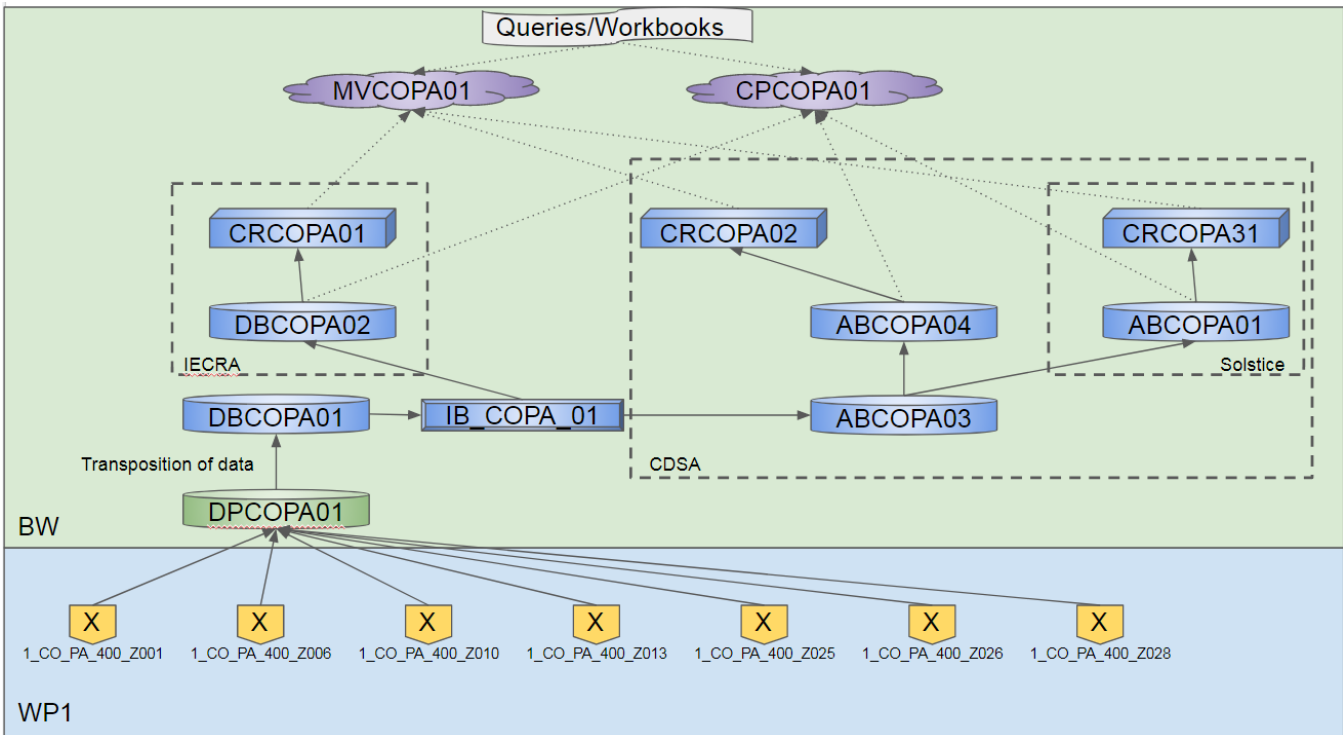 Queries/Workbooks
MVCOPA01
CPCOPA01
CRCOPA01
CRCOPA02
CRCOPA31
DBCOPA02
ABCOPA04
ABCOPA01
IECRA
Solstice
DBCOPA01
IB_COPA_01
ABCOPA03
Transposition of data
CDSA
DPCOPA01
BW
X
X
X
X
X
X
X
1_CO_PA_400_Z001
1_CO_PA_400_Z006
1_CO_PA_400_Z010
1_CO_PA_400_Z013
1_CO_PA_400_Z025
1_CO_PA_400_Z026
1_CO_PA_400_Z028
WP1